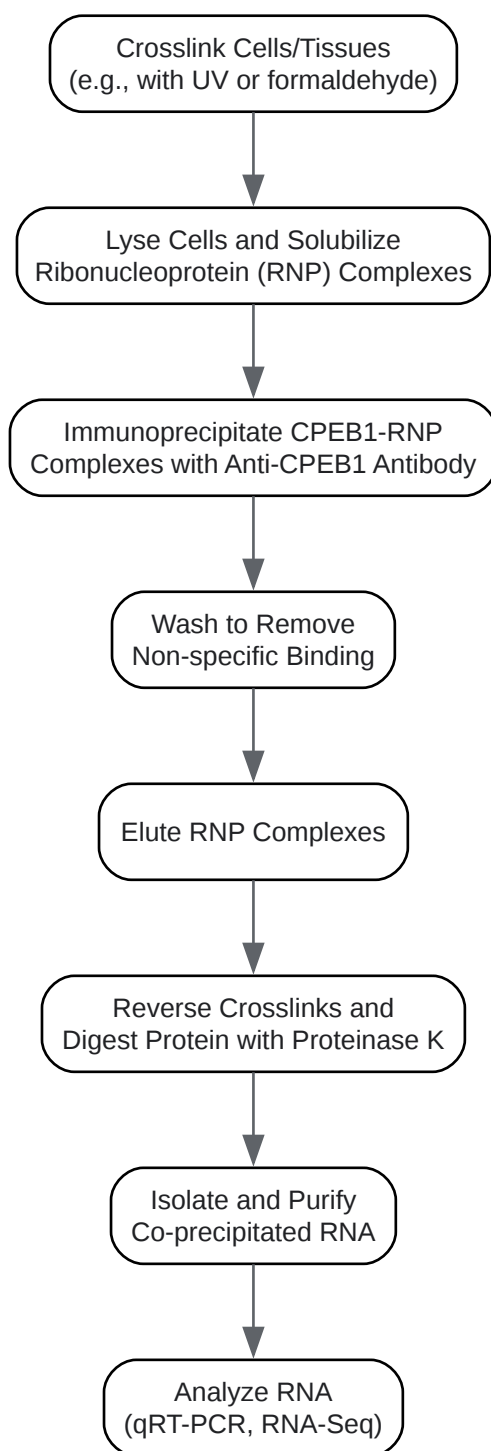 Crosslink Cells/Tissues
(e.g., with UV or formaldehyde)
Lyse Cells and Solubilize
Ribonucleoprotein (RNP) Complexes
Immunoprecipitate CPEB1-RNP
Complexes with Anti-CPEB1 Antibody
Wash to Remove
Non-specific Binding
Elute RNP Complexes
Reverse Crosslinks and
Digest Protein with Proteinase K
Isolate and Purify
Co-precipitated RNA
Analyze RNA
(qRT-PCR, RNA-Seq)